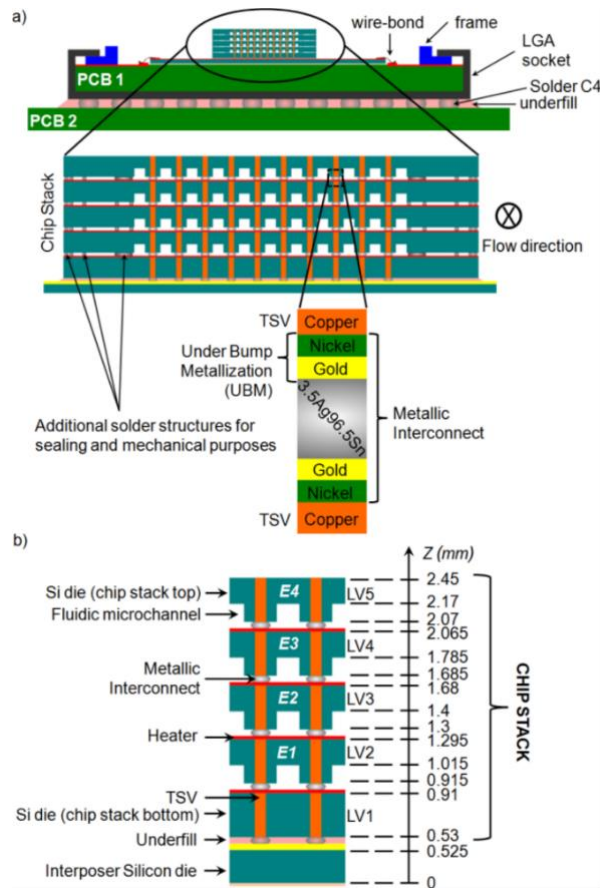 a)
wire-bond
frame
LGA
socket
PCB 1
Solder C4
underfill
PCB 2
Chip Stack
Flow direction
TSV
Copper
Under Bump
Metallization
(UBM)
Nickel
Gold
3.5Ag96.5Sn
Metallic
Interconnect
Additional solder structures for
sealing and mechanical purposes
Gold
Nickel
TSV
Copper
b)
Z (mm)
Si die (chip stack top)
E4
LV5
2.45
2.17
Fluidic microchannel
2.07
2.065
E3
LV4
1.785
Metallic
Interconnect
1.685
1.68
E2
LV3
1.4
1.3
Heater
1.295
E1
LV2
1.015
0.915
TSV
0.91
Si die (chip stack bottom)
LV1
Underfill
0.53
0.525
Interposer Silicon die
0
CHIP STACK